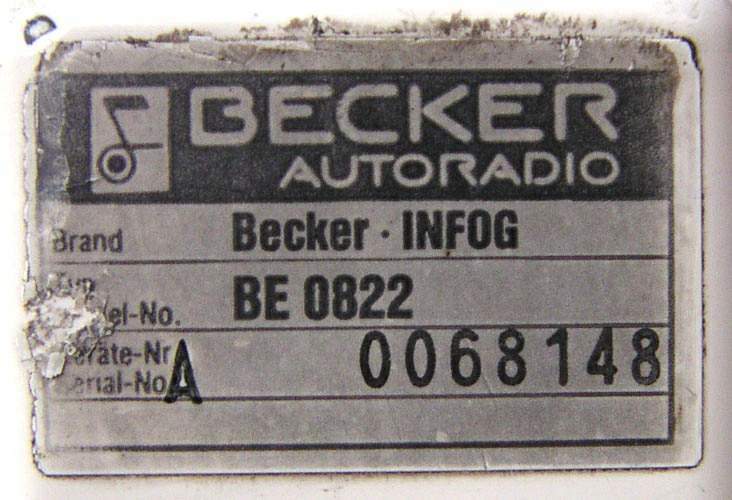 BECKER
AUTORADIO
Brand Becker · INFOG
BE 0822
0068148
A